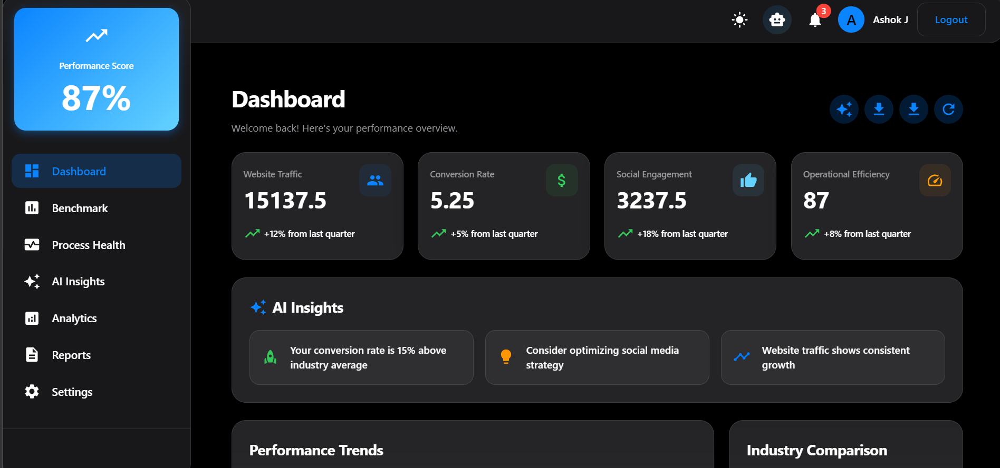 Performance Score
87%
Dashboard
Benchmark
Process Health
AI Insights
Analytics
Reports
Settings
3
A
Ashok J
Logout
Dashboard
Welcome back! Here's your performance overview.
Website Traffic
15137.5
+12% from last quarter
Conversion Rate
5.25
$
+5% from last quarter
Social Engagement
3237.5
+18% from last quarter
Operational Efficiency
87
+8% from last quarter
AI Insights
Your conversion rate is 15% above
industry average
Consider optimizing social media
strategy
Website traffic shows consistent
growth
Performance Trends
Industry Comparison